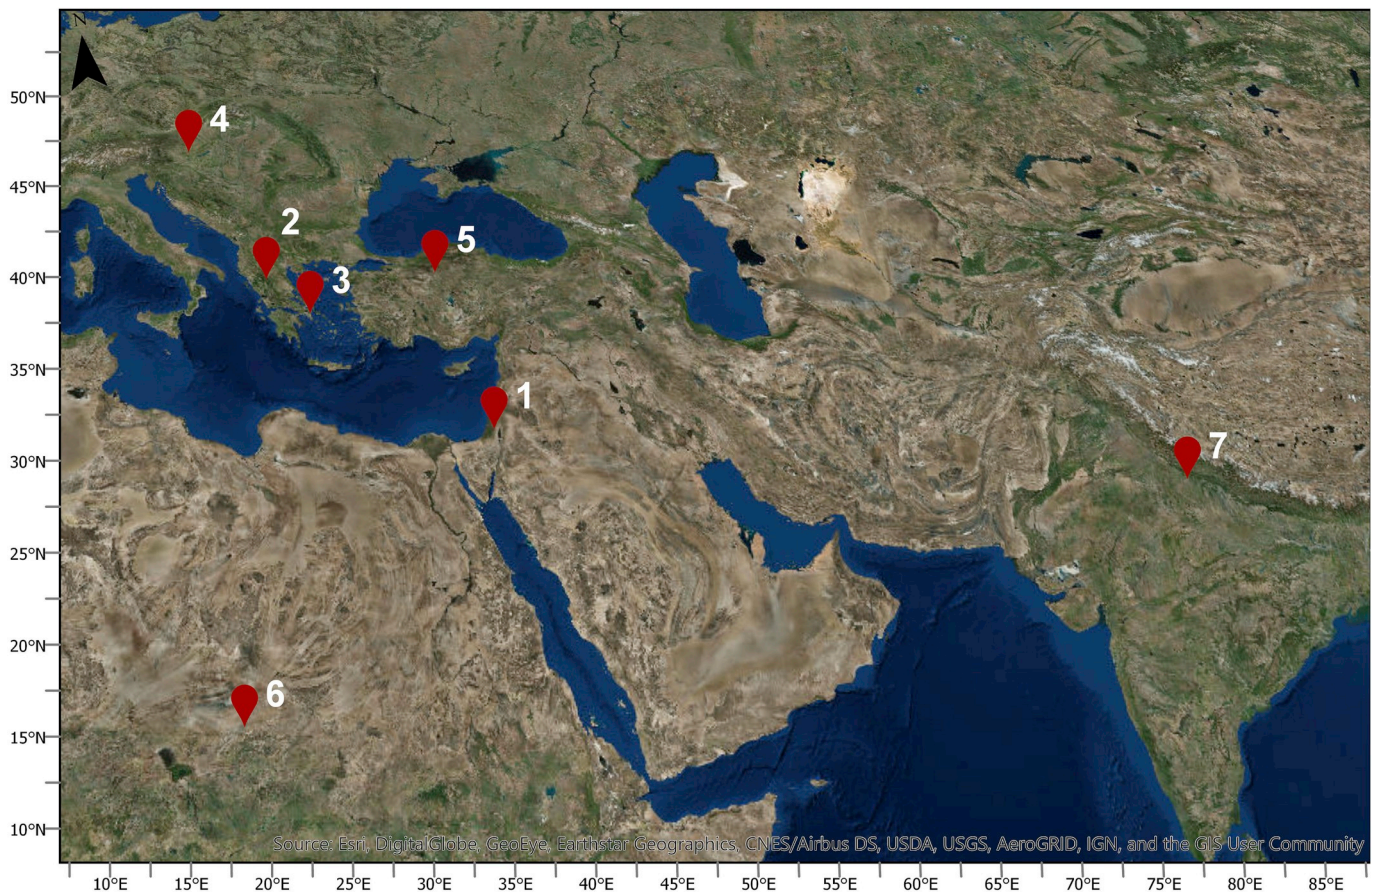 N
50°N
4
45°N
2
5
40°N
3
35°N
1
30°N
7
25°N
20°N
6
15°N
10°N
Source: Esri, DigitalGlobe, GeoEye, Earthstar Geographics, CNES/Airbus DS, USDA, USGS, AeroGRID, IGN, and the GIS User Community
10°E 15°E 20°E 25°E 30°E 35°E 40°E 45°E 50°E 55°E 60°E 65°E 70°E 75°E 80°E 85°E